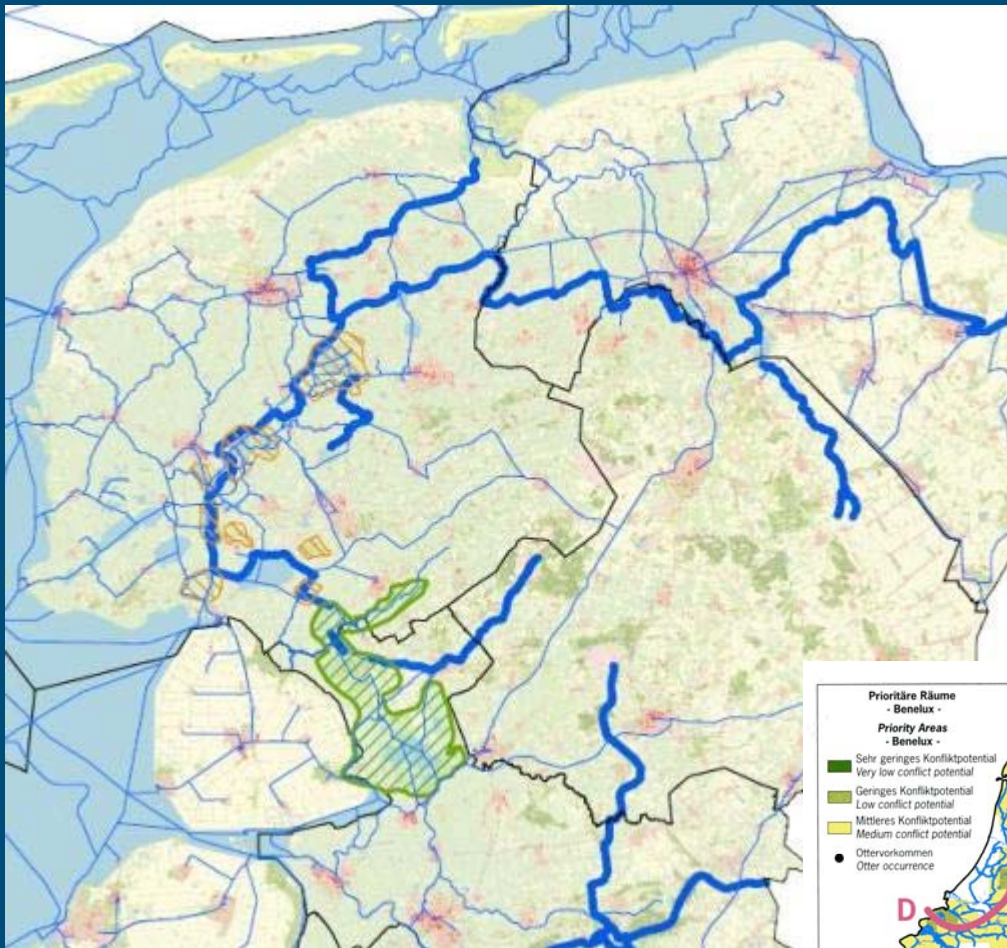 Prioritäre Räume
- Benelux -
Priority Areas
- Benelux -
Sehr geringes Konfliktpotential
Very low conflict potential
Geringes Konfliktpotential
Low conflict potential
Mittleres Konfliktpotential
Medium conflict potential
Ottervorkommen
Otter occurrence
D